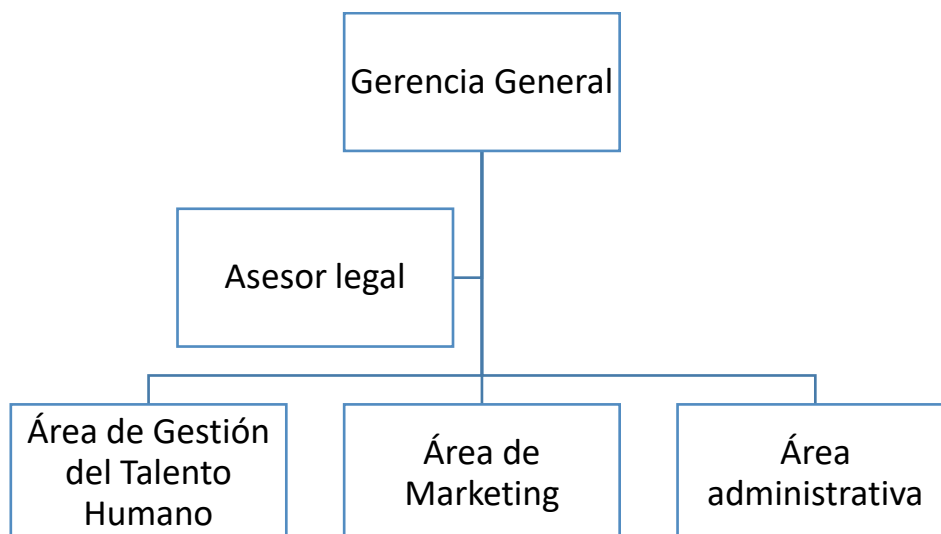 Gerencia General
Asesor legal
Área de Gestión
del Talento
Humano
Área de
Marketing
Área
administrativa